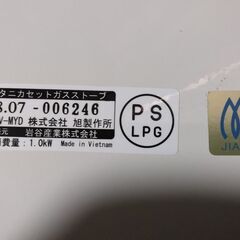 タニカセットガスストーブ
8.07-006246
V-MYD 株式会社 旭製作所
元 岩谷産業株式会社
費量：1.0kW Made in Vietnam
PS
LPG
JIA